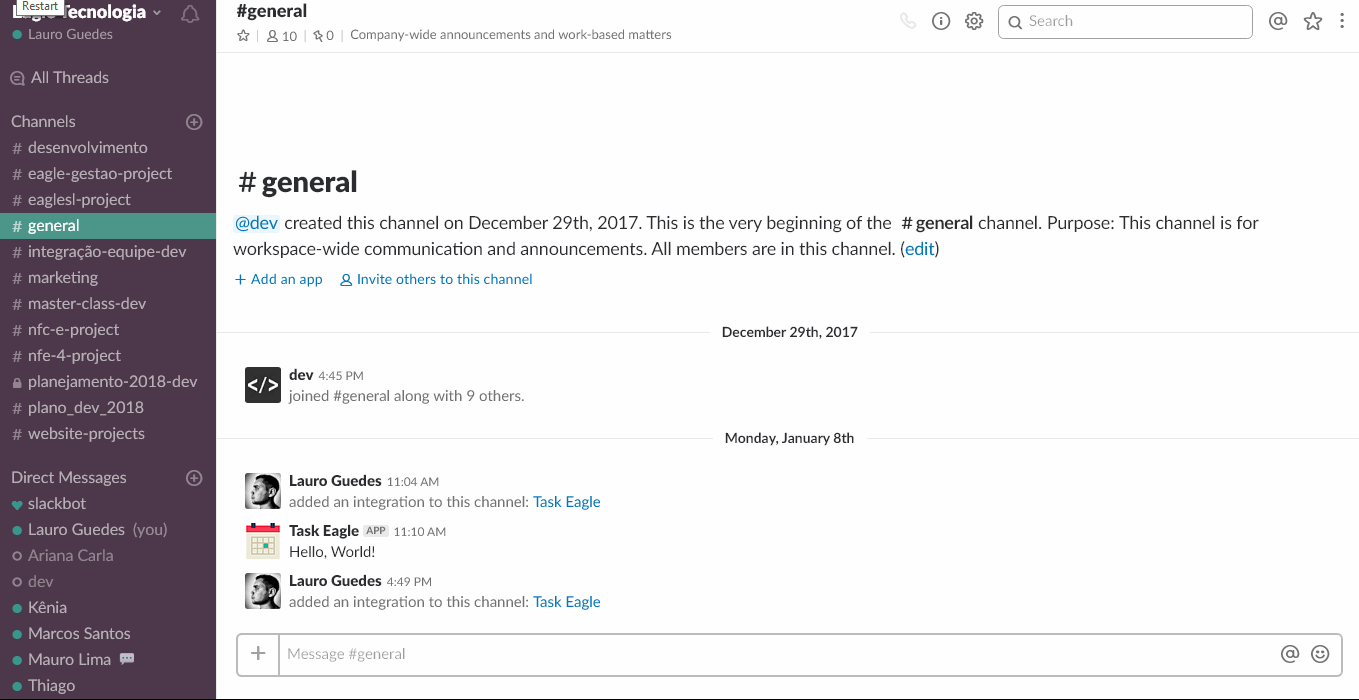 Restart
Tecnologia
Lauro Guedes
All Threads
Channels
# desenvolvimento
# eagle-gestao-project
# eaglesl-project
# general
# integração-equipe-dev
# marketing
# master-class-dev
# nfc-e-project
# nfe-4-project
planejamento-2018-dev
# plano_dev_2018
# website-projects
Direct Messages
slackbot
Lauro Guedes (you)
Ariana Carla
dev
Kênia
Marcos Santos
Mauro Lima
Thiago
#general
10 | 0 | Company-wide announcements and work-based matters
Search
# general
@dev created this channel on December 29th, 2017. This is the very beginning of the # general channel. Purpose: This channel is for
workspace-wide communication and announcements. All members are in this channel. (edit)
+ Add an app Invite others to this channel
December 29th, 2017
</>
dev 4:45 PM
joined #general along with 9 others.
Monday, January 8th
Lauro Guedes 11:04 AM
added an integration to this channel: Task Eagle
Task Eagle APP 11:10 AM
Hello, World!
Lauro Guedes 4:49 PM
added an integration to this channel: Task Eagle
+ Message #general @